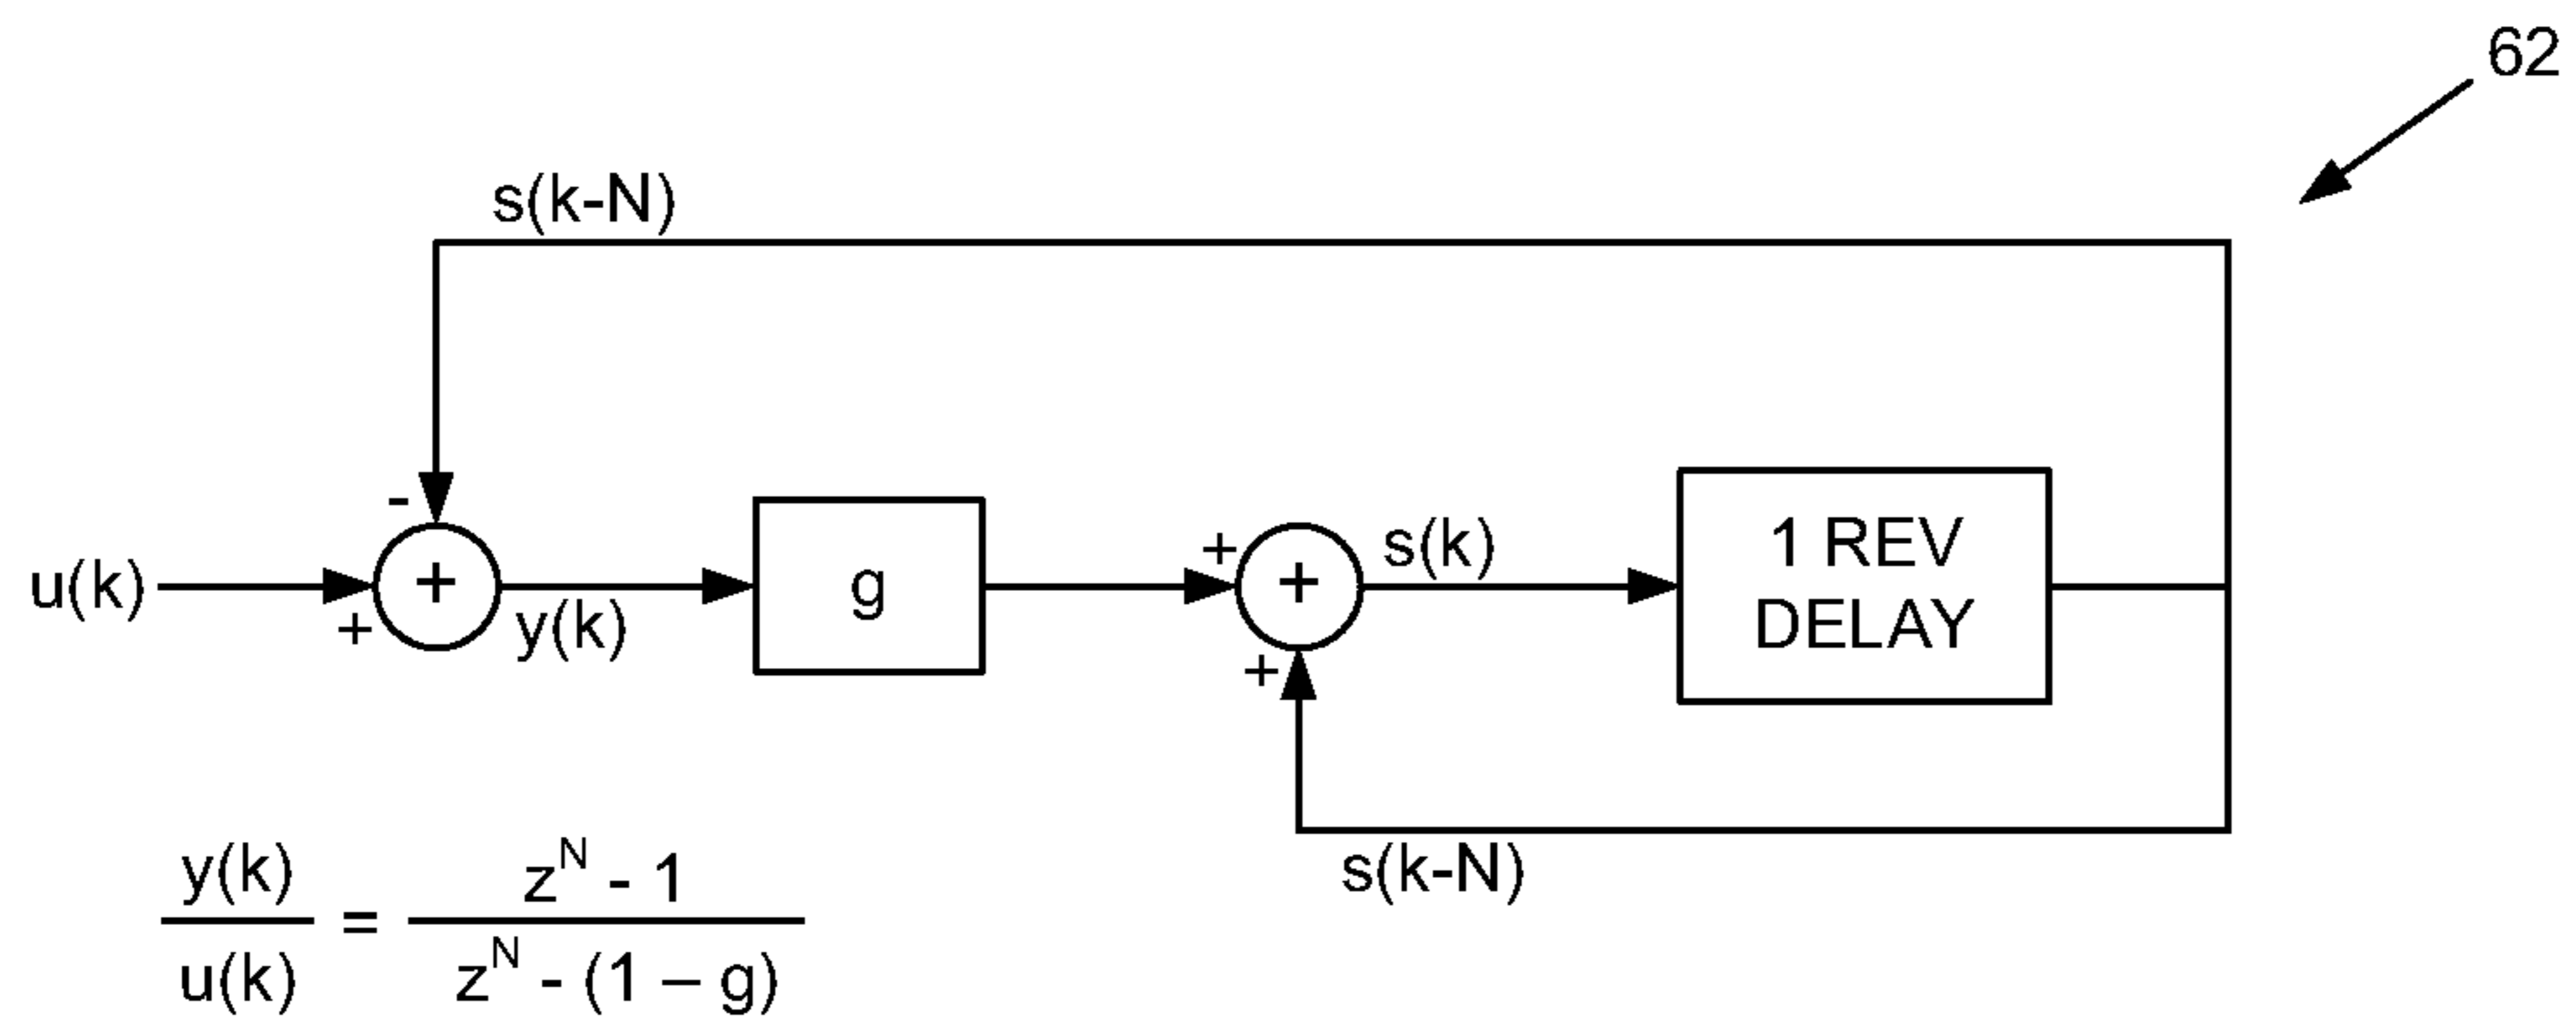 62
s(k-N)
-
u(k)
+
+
y(k)
g
+
+
+
s(k)
1 REV
DELAY
s(k-N)
y(k)/u(k) = z^N - 1 / z^N - (1 – g)